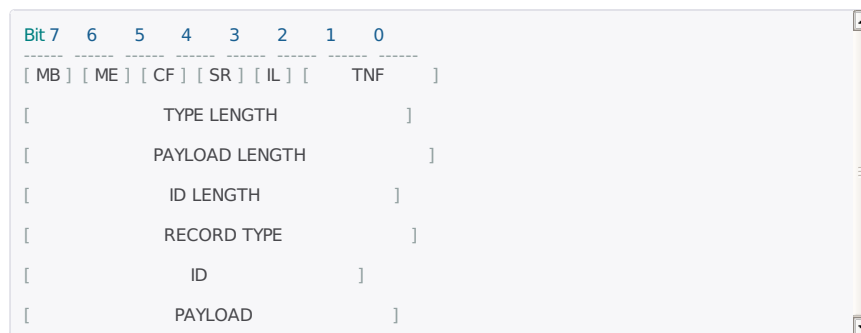 Bit 7 6 5 4 3 2 1 0
------ ------ ------ ------ ------ ------ ------ ------
[ MB ] [ ME ] [ CF ] [ SR ] [ IL ] [ TNF ]
[ TYPE LENGTH ]
[ PAYLOAD LENGTH ]
[ ID LENGTH ]
[ RECORD TYPE ]
[ ID ]
[ PAYLOAD ]